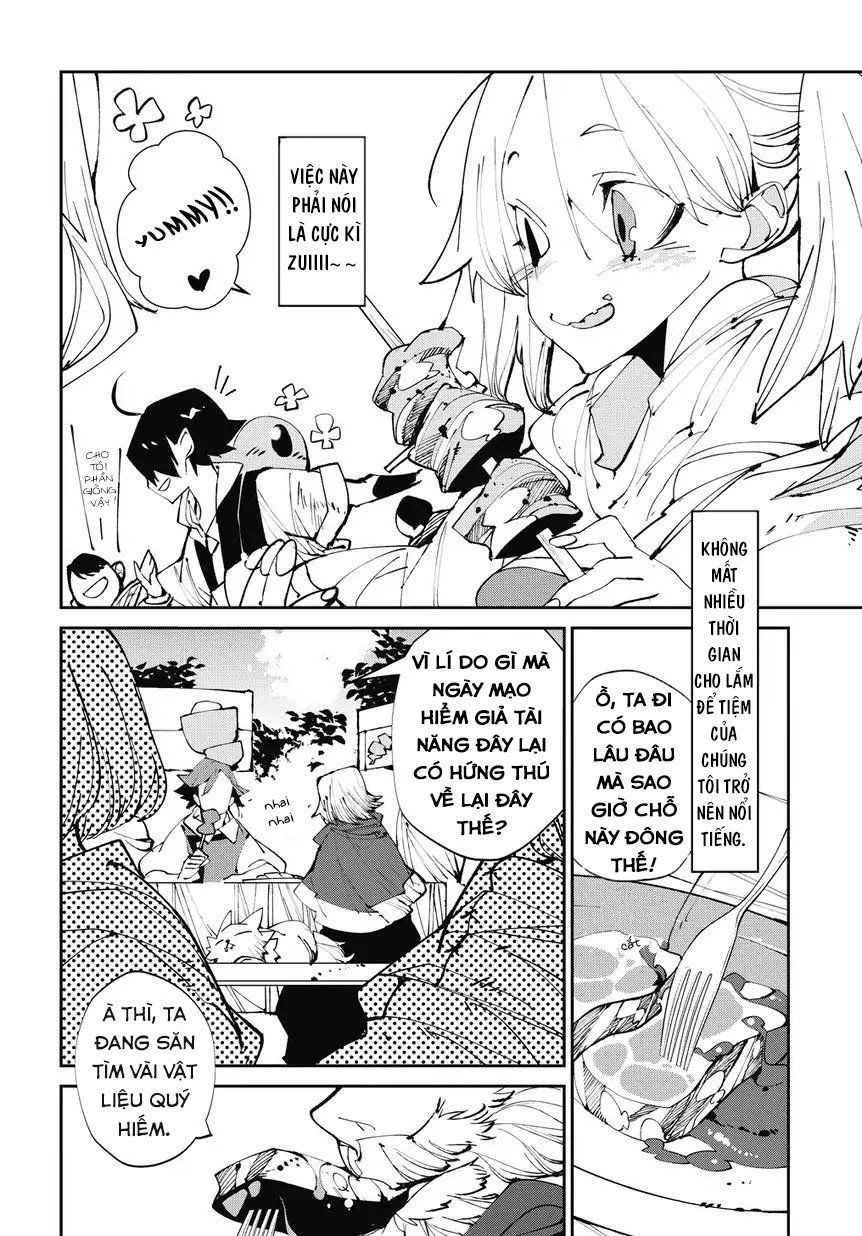 VIỆC NÀY
PHẢI NÓI
LÀ CỰC KÌ
ZUIIII~~
YUMMY!!
CHO
TÔI
PHẦN
GIỐNG
VẬY!
KHÔNG
MẤT
NHIỀU
THỜI
GIAN
CHO LẮM
ĐỂ TIỆM
CỦA
CHÚNG
TÔI TRỞ
NÊN NỔI
TIẾNG.
VÌ LÍ DO GÌ MÀ
NGÀY MẠO
HIỂM GIẢ TÀI
NĂNG ĐÂY LẠI
CÓ HỨNG THÚ
VỀ LẠI ĐÂY
THẾ?
nhai
nhai
Ồ, TA ĐI
CÓ BAO
LÂU ĐÂU
MÀ SAO
GIỜ CHỖ
NÀY ĐÔNG
THẾ!
cắt
À THÌ, TA
ĐANG SĂN
TÌM VÀI VẬT
LIỆU QUÝ
HIẾM.